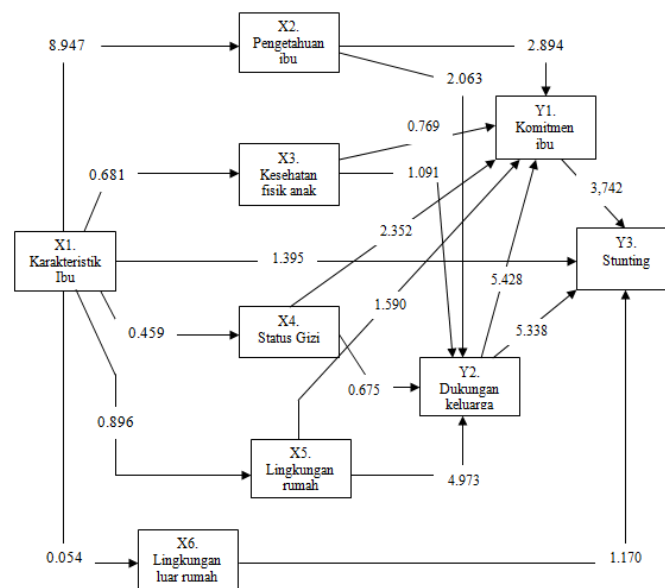 X2.
Pengetahuan
ibu
8.947
2.894
2.063
Y1.
Komitmen
ibu
0.769
X3.
Kesehatan
fisik anak
0.681
1.091
3,742
2.352
X1.
Karakteristik
Ibu
1.395
Y3.
Stunting
1.590
5.428
X4.
Status Gizi
0.459
5.338
0.675
Y2.
Dukungan
keluarga
0.896
X5.
Lingkungan
rumah
4.973
X6.
Lingkungan
luar rumah
0.054
1.170